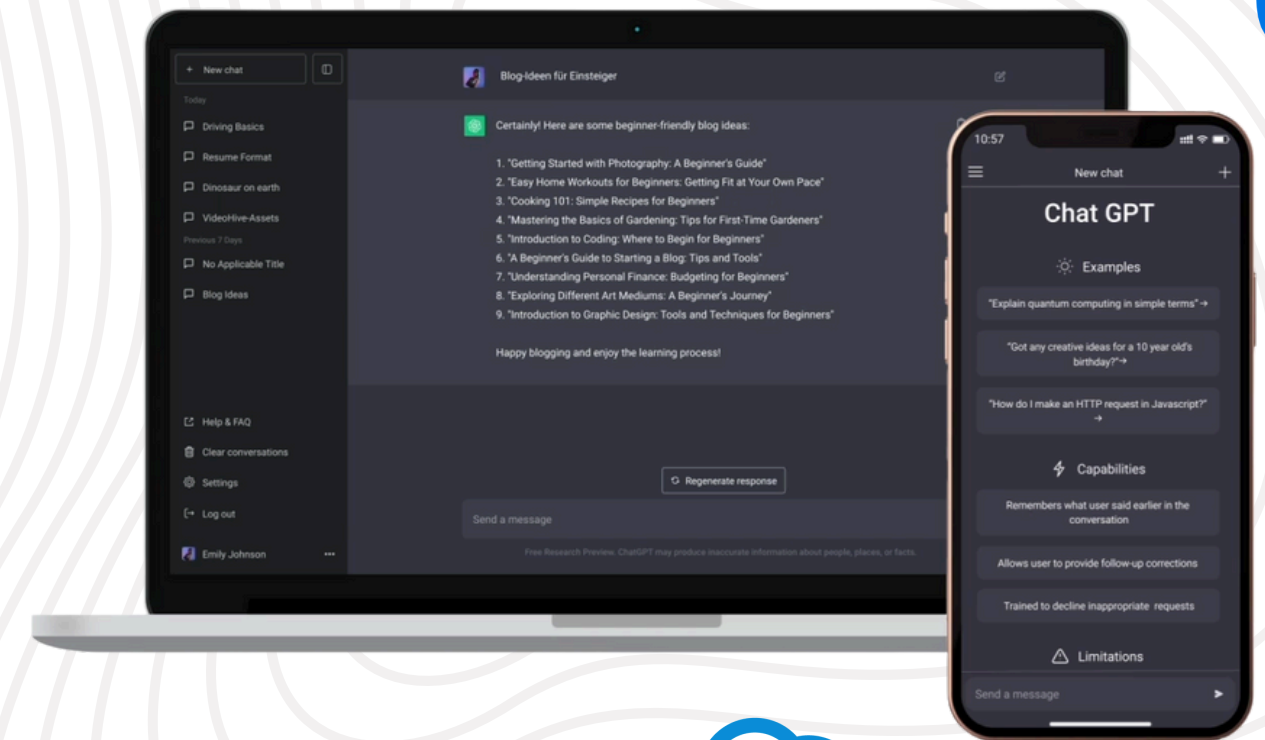 + New chat
Today
Driving Basics
Resume Format
Dinosaur on earth
VideoHive-Assets
Previous 7 Days
No Applicable Title
Blog Ideas
Help & FAQ
Clear conversations
Settings
Log out
Emily Johnson
Blog-Ideen für Einsteiger
Certainly! Here are some beginner-friendly blog ideas:
1. "Getting Started with Photography: A Beginner's Guide"
2. "Easy Home Workouts for Beginners: Getting Fit at Your Own Pace"
3. "Cooking 101: Simple Recipes for Beginners"
4. "Mastering the Basics of Gardening: Tips for First-Time Gardeners"
5. "Introduction to Coding: Where to Begin for Beginners"
6. "A Beginner's Guide to Starting a Blog: Tips and Tools"
7. "Understanding Personal Finance: Budgeting for Beginners"
8. "Exploring Different Art Mediums: A Beginner's Journey"
9. "Introduction to Graphic Design: Tools and Techniques for Beginners"
Happy blogging and enjoy the learning process!
Regenerate response
Send a message
Free Research Preview. ChatGPT may produce inaccurate information about people, places, or facts.
10:57
New chat +
Chat GPT
Examples
"Explain quantum computing in simple terms"→
"Got any creative ideas for a 10 year old's
birthday?"→
"How do I make an HTTP request in Javascript?"
→
Capabilities
Remembers what user said earlier in the
conversation
Allows user to provide follow-up corrections
Trained to decline inappropriate requests
Limitations
Send a message